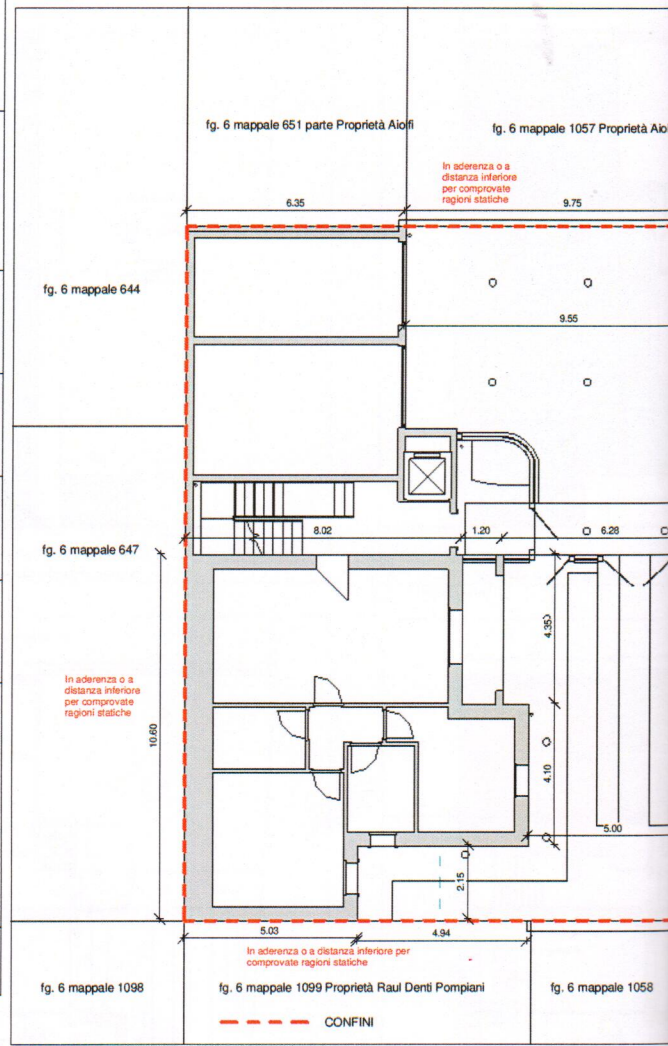 fg. 6 mappale 651 parte Proprietà Aiolfi
fg. 6 mappale 1057 Proprietà
In aderenza o a
distanza inferiore
per comprovate
ragioni statiche
6.35
9.75
fg. 6 mappale 644
9.55
fg. 6 mappale 647
8.02
1.20
6.28
4.35
In aderenza o a
distanza inferiore
per comprovate
ragioni statiche
10.60
4.10
5.00
2.15
5.03
4.94
In aderenza o a distanza inferiore per
comprovate ragioni statiche
fg. 6 mappale 1098
fg. 6 mappale 1099 Proprietà Raul Denti Pompiani
fg. 6 mappale 1058
CONFINI